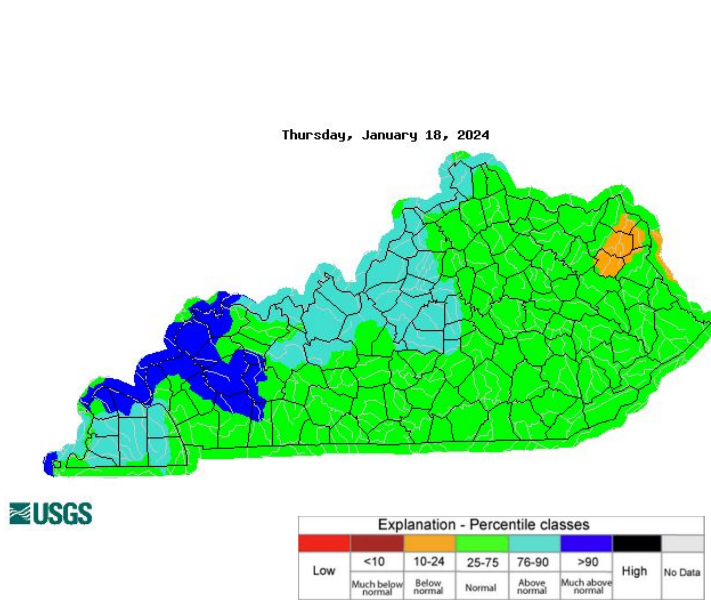 Thursday, January 18, 2024
USGS
Explanation - Percentile classes
Low <10 10-24 25-75 76-90 >90 High No Data
Much below normal Below normal Normal Above normal Much above normal